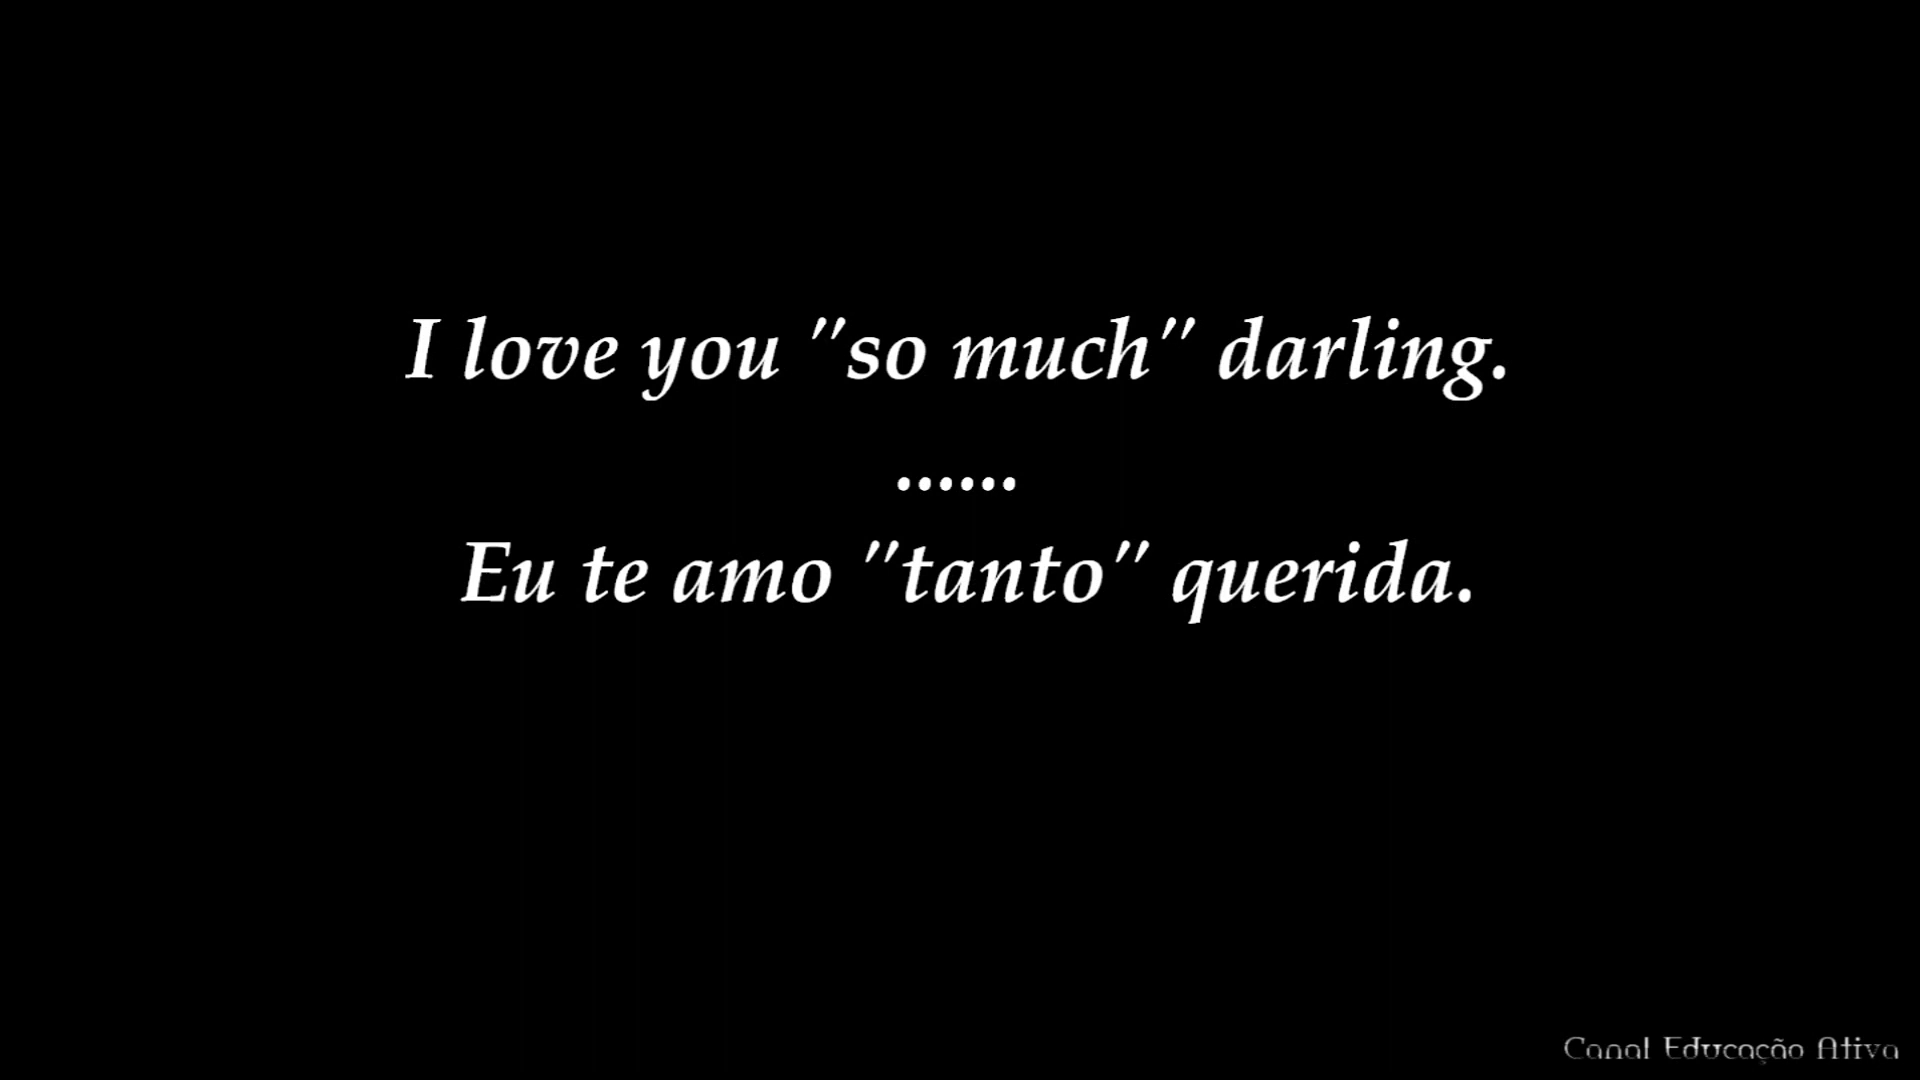 I love you "so much" darling.
......
Eu te amo "tanto" querida.
Canal Educação Ativa